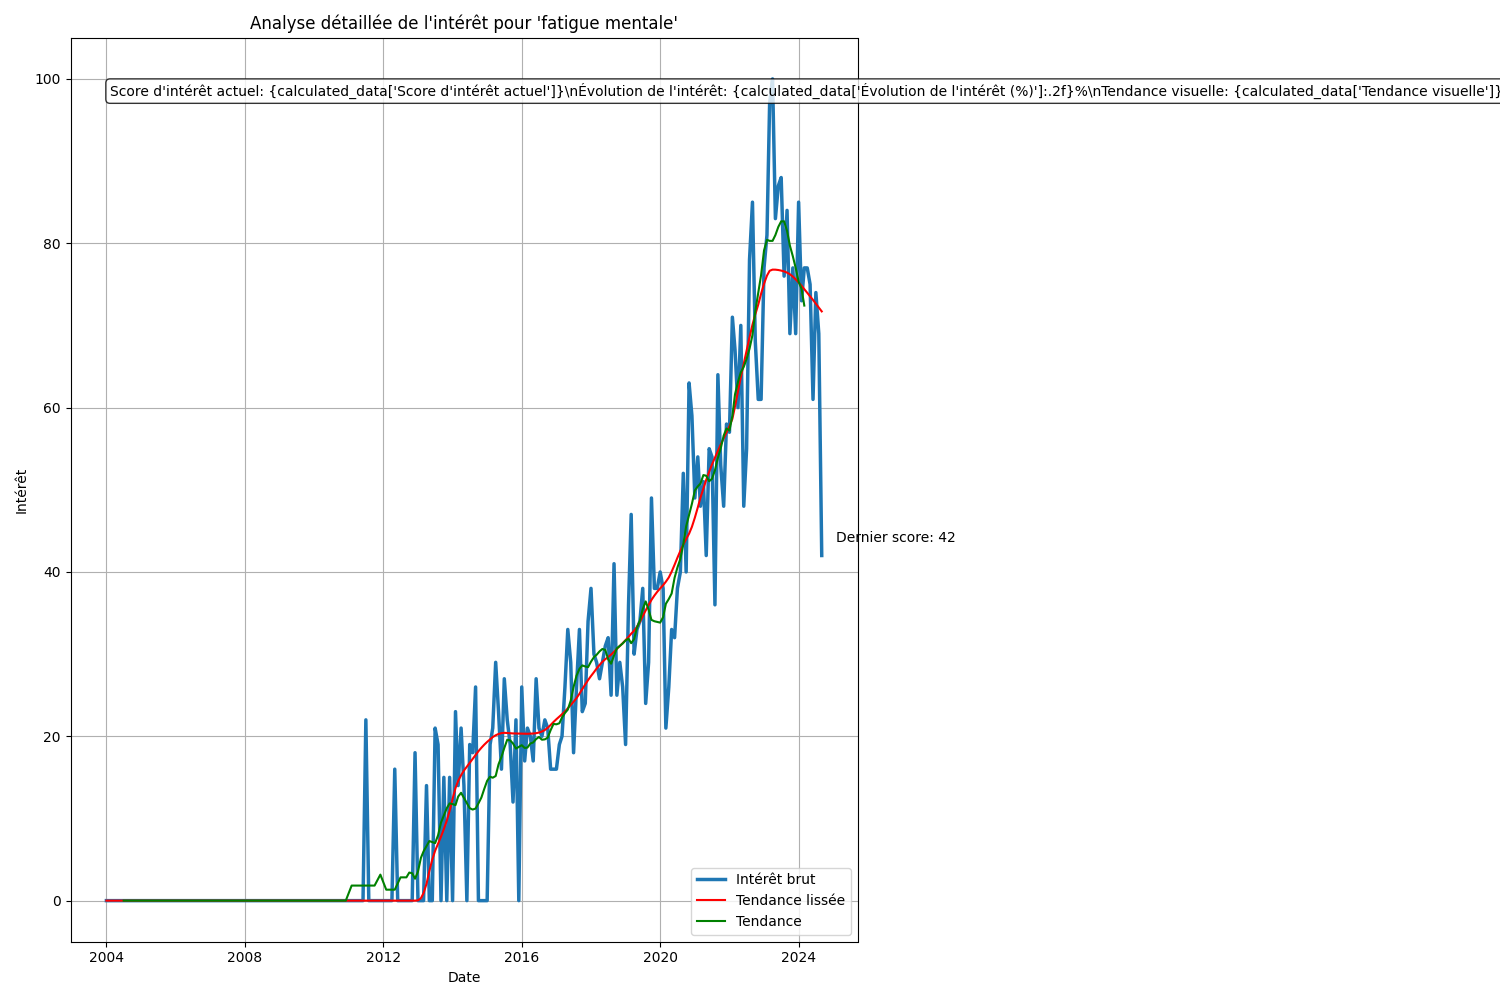 Analyse détaillée de l'intérêt pour 'fatigue mentale'
100
Score d'intérêt actuel: {calculated_data['Score d'intérêt actuel']}\nÉvolution de l'intérêt: {calculated_data['Évolution de l'intérêt (%)']:.2f}%\nTendance visuelle: {calculated_data['Tendance visuelle']}
80
60
Intérêt
Dernier score: 42
40
20
0
Intérêt brut
Tendance lissée
Tendance
2004 2008 2012 2016 2020 2024
Date